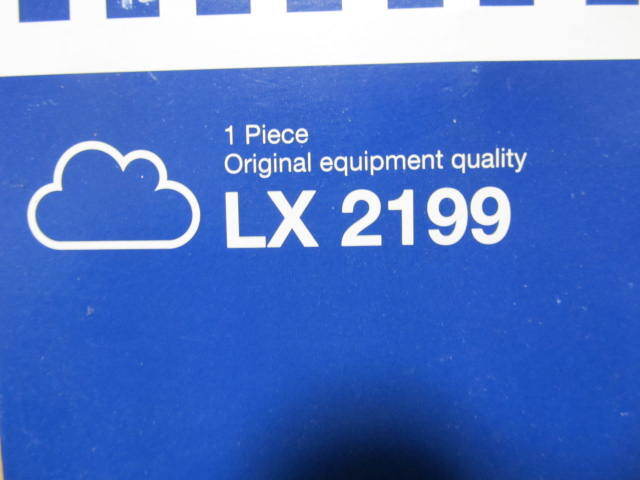 1 Piece
Original equipment quality
LX 2199